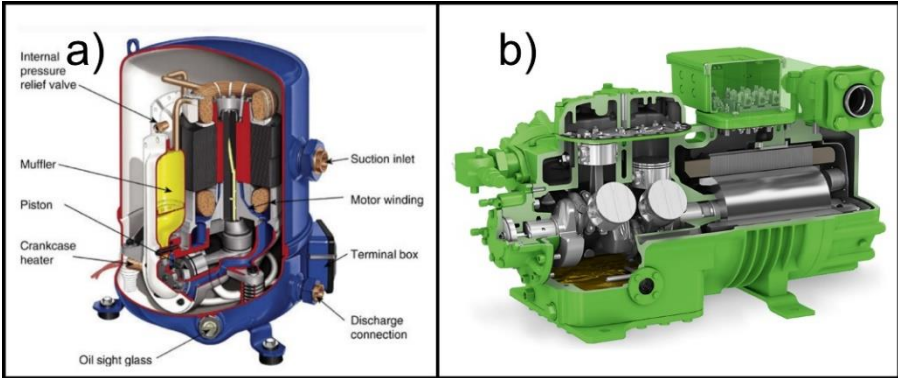 a)
Internal
pressure
relief valve
Muffler
Piston
Crankcase
heater
Oil sight glass
Suction inlet
Motor winding
Terminal box
Discharge
connection
b)